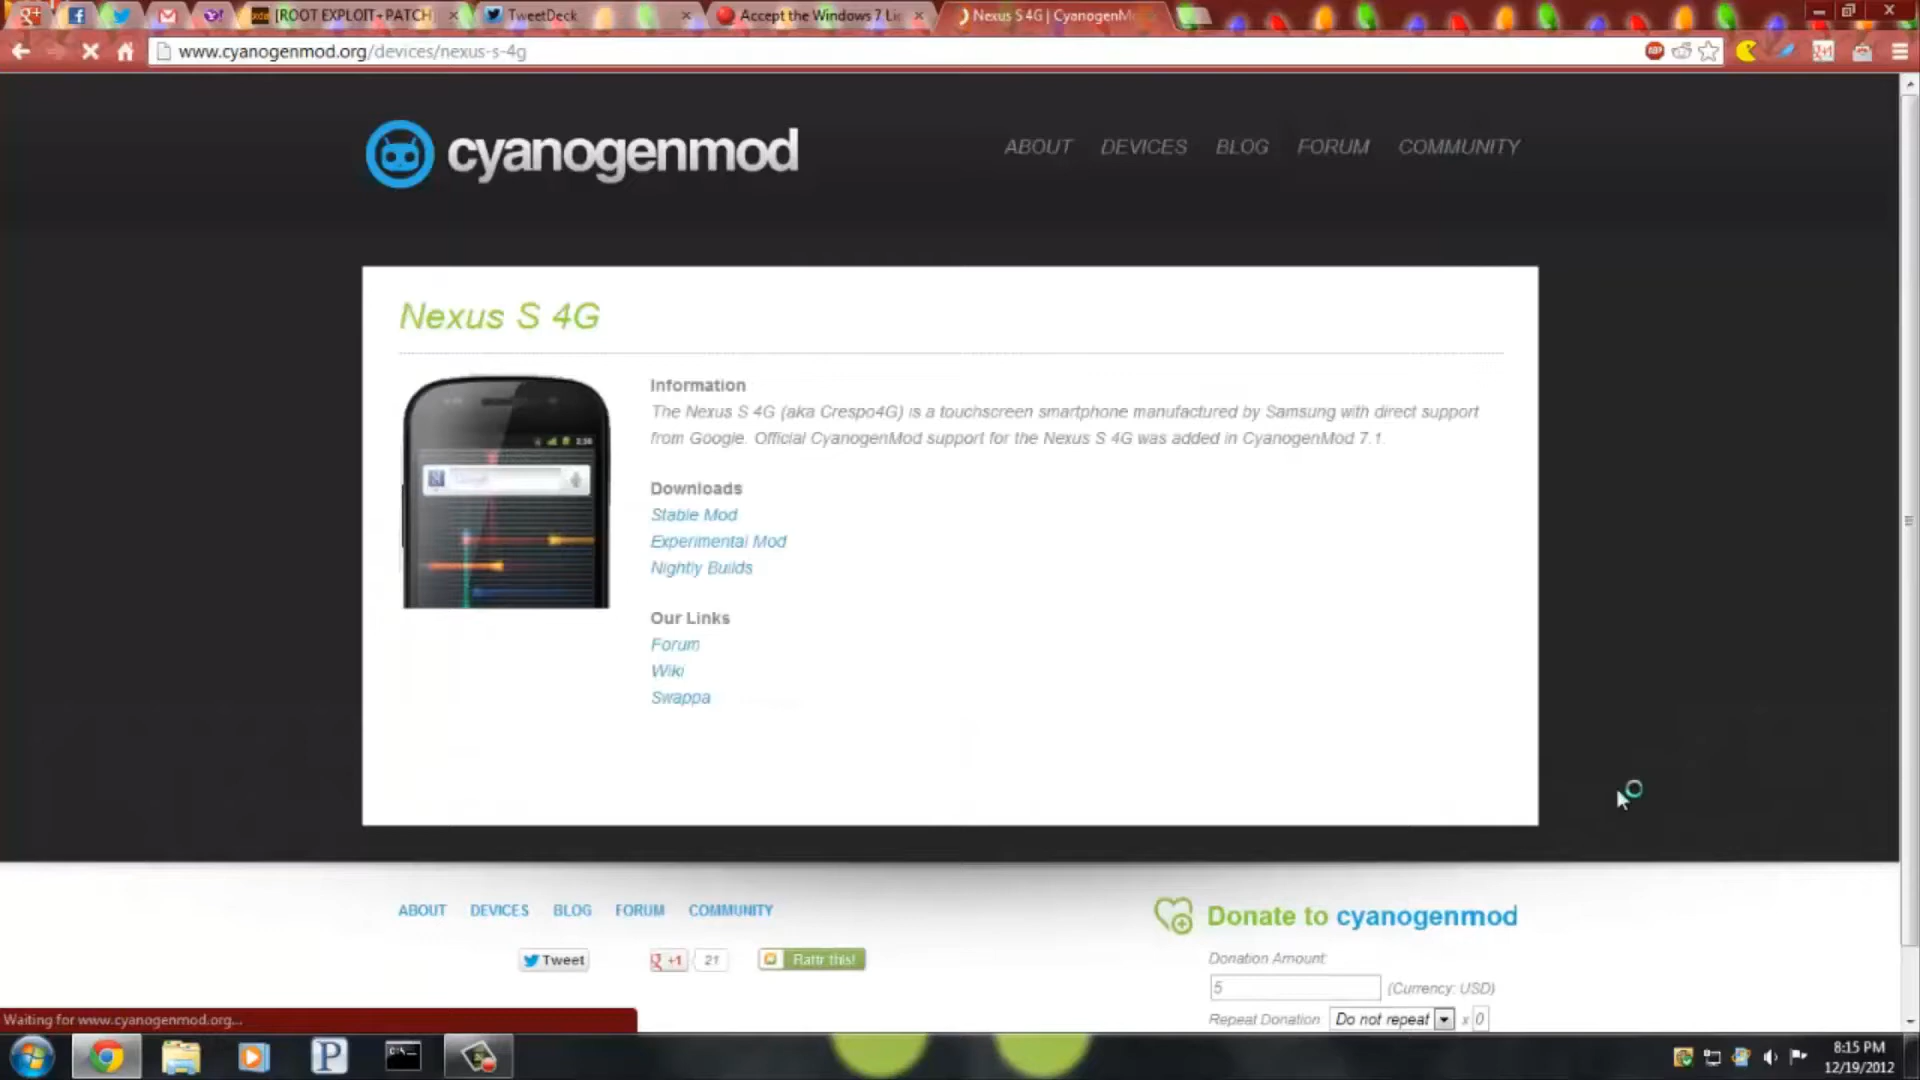 [ROOT EXPLOIT+PATCH
TweetDeck
Accept the Windows 7 Li
Nexus S 4G | CyanogenM
www.cyanogenmod.org/devices/nexus-s-4g
cyanogenmod
ABOUT DEVICES BLOG FORUM COMMUNITY
Nexus S 4G
Information
The Nexus S 4G (aka Crespo4G) is a touchscreen smartphone manufactured by Samsung with direct support
from Google. Official CyanogenMod support for the Nexus S 4G was added in CyanogenMod 7.1.
Downloads
Stable Mod
Experimental Mod
Nightly Builds
Our Links
Forum
Wiki
Swappa
ABOUT DEVICES BLOG FORUM COMMUNITY
Donate to cyanogenmod
Tweet
+1
21
Flattr this!
Donation Amount:
5
(Currency: USD)
Repeat Donation
Do not repeat
x 0
Waiting for www.cyanogenmod.org...
8:15 PM
12/19/2012